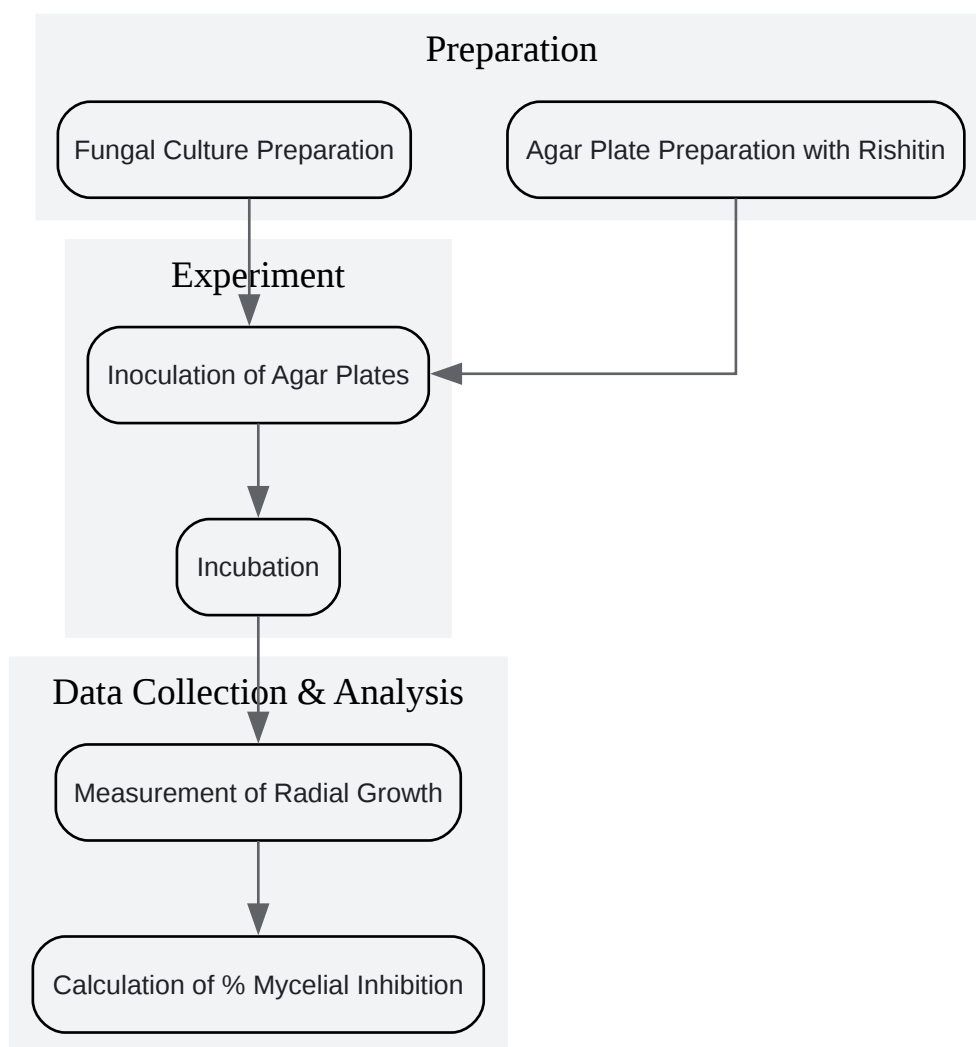 Preparation
Fungal Culture Preparation
Agar Plate Preparation with Rishitin
Experiment
Inoculation of Agar Plates
Incubation
Data Collection & Analysis
Measurement of Radial Growth
Calculation of % Mycelial Inhibition